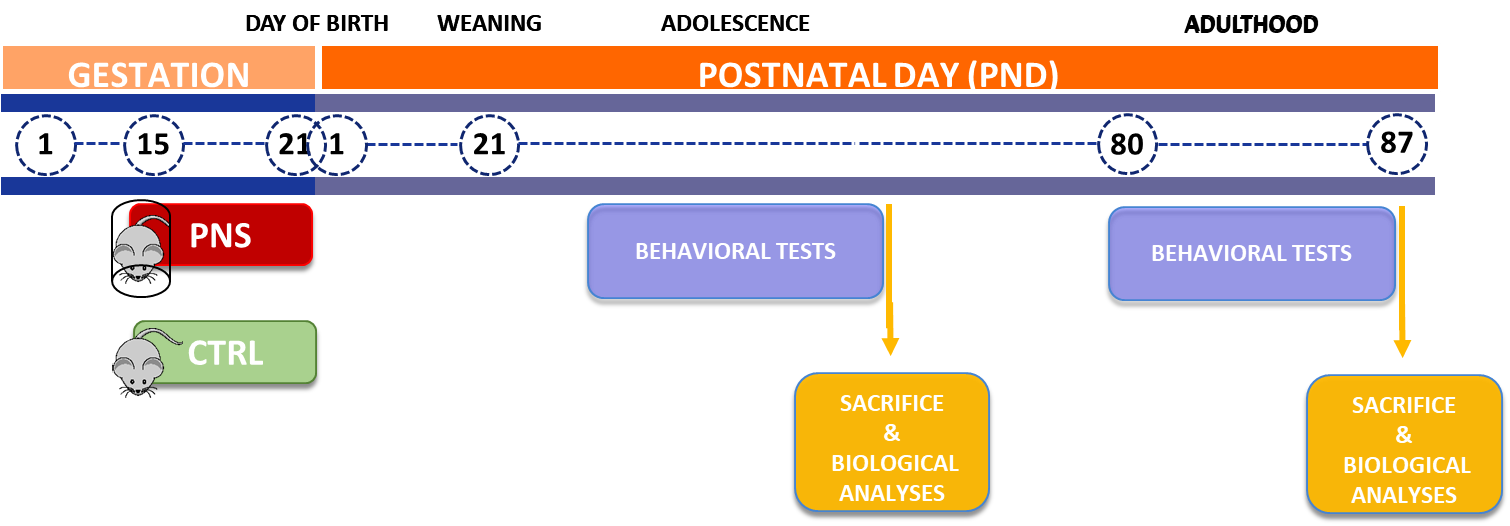 DAY OF BIRTH WEANING ADOLESCENCE ADULTHOOD
GESTATION POSTNATAL DAY (PND)
1 15 21 1 21 80 87
PNS
BEHAVIORAL TESTS
BEHAVIORAL TESTS
CTRL
SACRIFICE
&
BIOLOGICAL
ANALYSES
SACRIFICE
&
BIOLOGICAL
ANALYSES